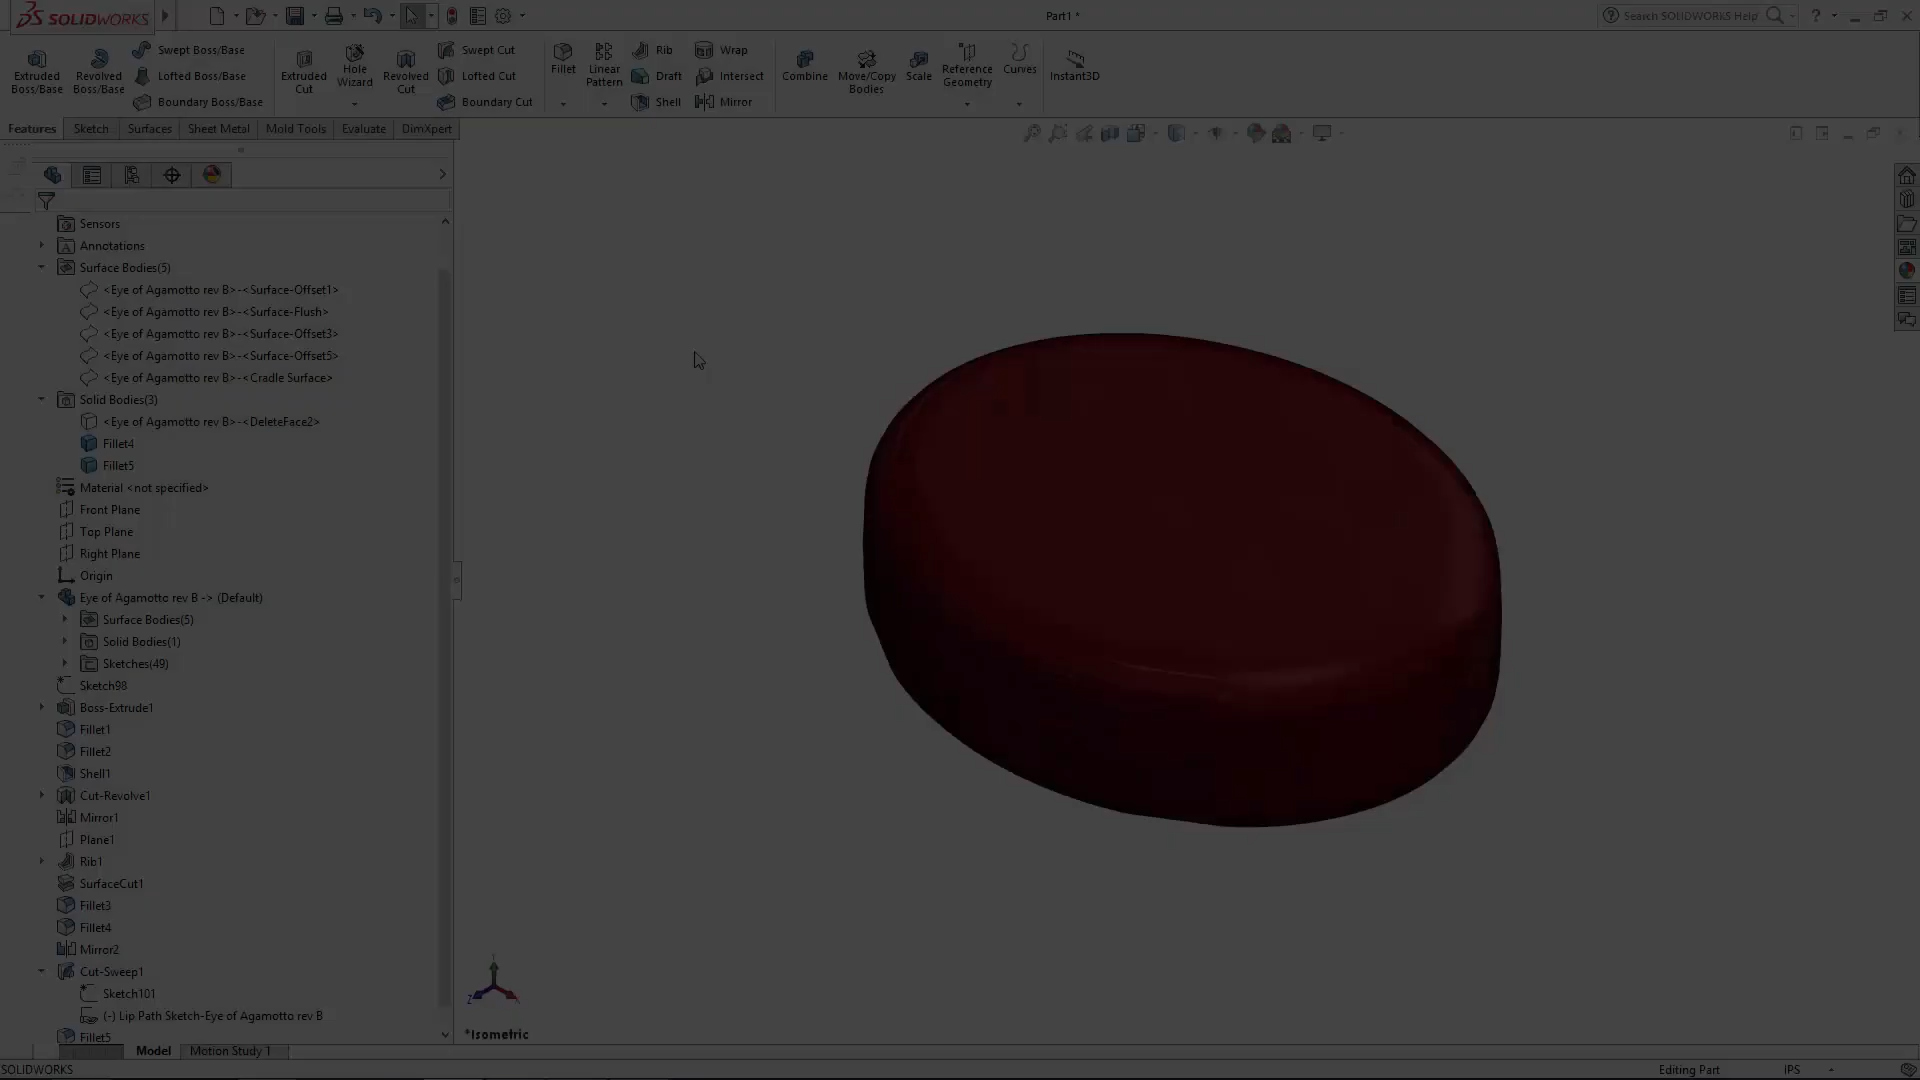 SOLIDWORKS
Part1 *
Search SOLIDWORKS Help
Extruded Boss/Base
Revolved Boss/Base
Swept Boss/Base
Lofted Boss/Base
Boundary Boss/Base
Extruded Cut
Hole Wizard
Revolved Cut
Swept Cut
Lofted Cut
Boundary Cut
Fillet
Linear Pattern
Rib
Draft
Shell
Wrap
Intersect
Mirror
Combine
Move/Copy Bodies
Scale
Reference Geometry
Curves
Instant3D
Features
Sketch
Surfaces
Sheet Metal
Mold Tools
Evaluate
DimXpert
Sensors
Annotations
Surface Bodies(5)
<Eye of Agamotto rev B>-<Surface-Offset1>
<Eye of Agamotto rev B>-<Surface-Flush>
<Eye of Agamotto rev B>-<Surface-Offset3>
<Eye of Agamotto rev B>-<Surface-Offset5>
<Eye of Agamotto rev B>-<Cradle Surface>
Solid Bodies(3)
<Eye of Agamotto rev B>-<DeleteFace2>
Fillet4
Fillet5
Material <not specified>
Front Plane
Top Plane
Right Plane
Origin
Eye of Agamotto rev B -> (Default)
Surface Bodies(5)
Solid Bodies(1)
Sketches(49)
Sketch98
Boss-Extrude1
Fillet1
Fillet2
Shell1
Cut-Revolve1
Mirror1
Plane1
Rib1
SurfaceCut1
Fillet3
Fillet4
Mirror2
Cut-Sweep1
Sketch101
(-) Lip Path Sketch-Eye of Agamotto rev B
Fillet5
*Isometric
Model
Motion Study 1
SOLIDWORKS
Editing Part
IPS